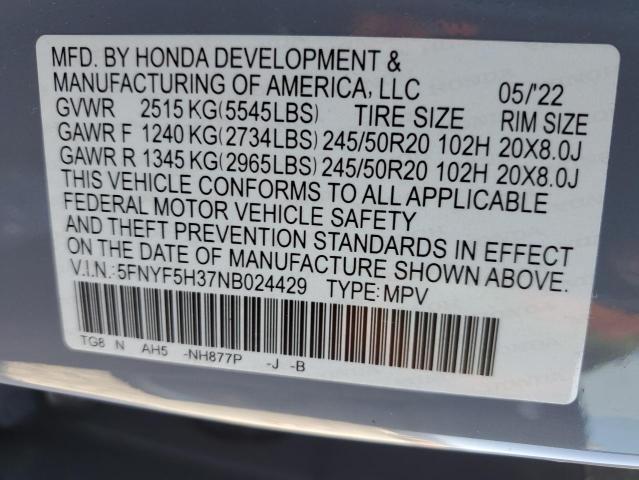 MFD. BY HONDA DEVELOPMENT &
MANUFACTURING OF AMERICA, LLC 05/'22
GVWR 2515 KG(5545LBS) TIRE SIZE RIM SIZE
GAWR F 1240 KG(2734LBS) 245/50R20 102H 20X8.0J
GAWR R 1345 KG(2965LBS) 245/50R20 102H 20X8.0J
THIS VEHICLE CONFORMS TO ALL APPLICABLE
FEDERAL MOTOR VEHICLE SAFETY
AND THEFT PREVENTION STANDARDS IN EFFECT
ON THE DATE OF MANUFACTURE SHOWN ABOVE.
V.I.N.:5FNYF5H37NB024429 TYPE:MPV
TG8 N AH5 -NH877P -J -B